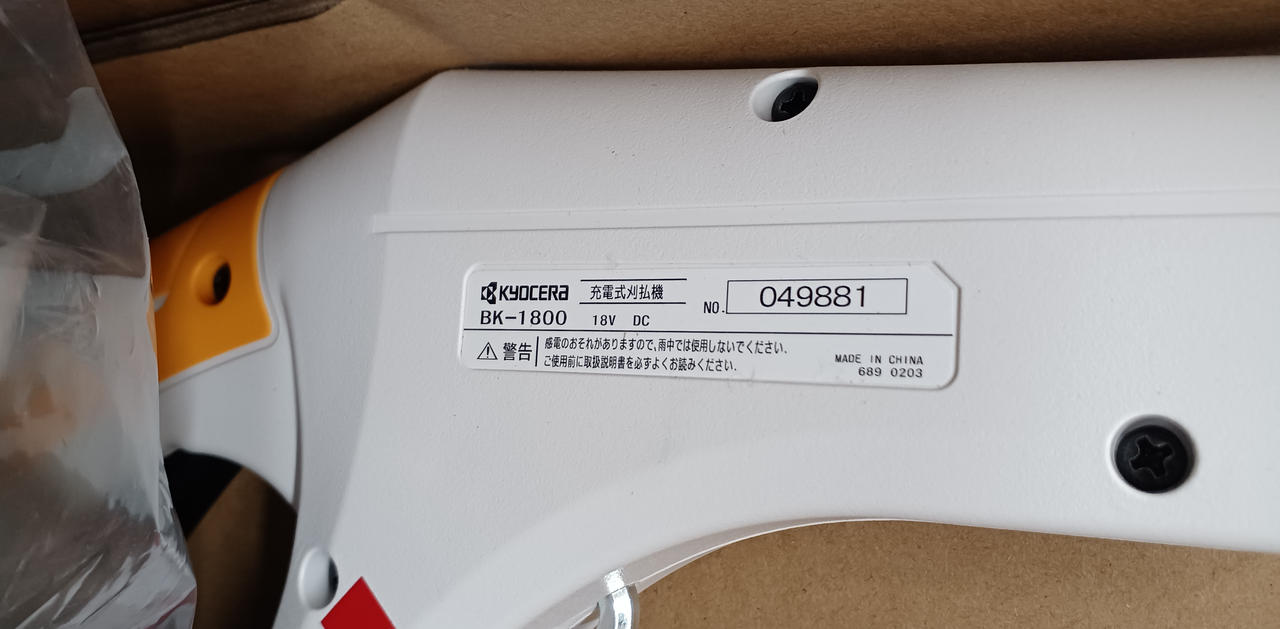 KYOCERA 充電式刈払機
BK-1800 18V DC
NO. 049881
警告 感電のおそれがありますので、雨中では使用しないでください.
ご使用前に取扱説明書を必ずよくお読みください.
MADE IN CHINA
689 0203